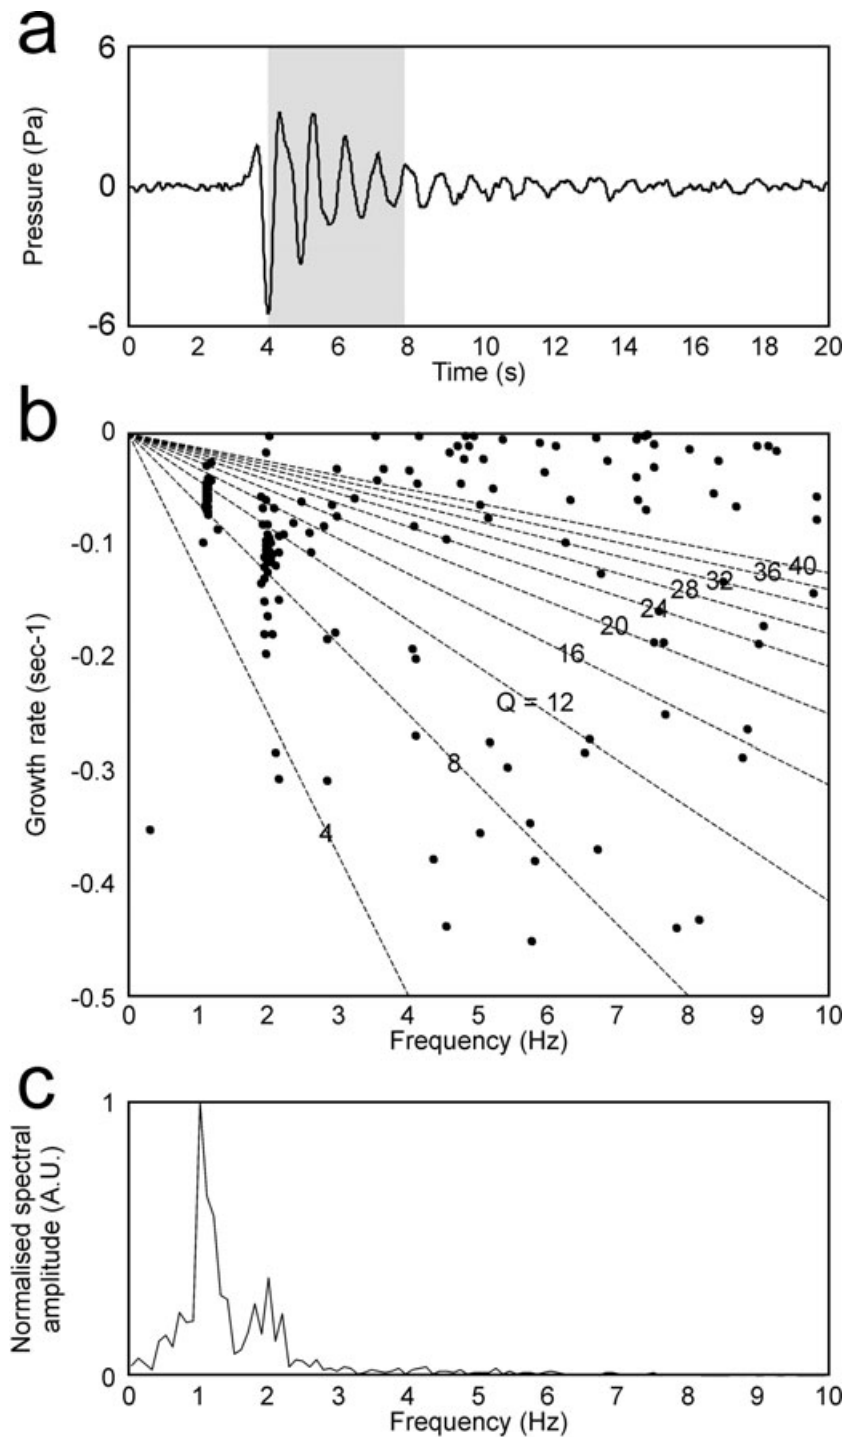 a
6
0
-6
Pressure (Pa)
0 2 4 6 8 10 12 14 15 16 18 20
Time (s)
b
0
-0.1
-0.2
-0.3
-0.4
-0.5
Growth rate (sec-1)
40
36
32
28
24
20
16
Q = 12
8
4
0 1 2 3 4 5 6 7 8 9 10
Frequency (Hz)
c
1
0
Normalised spectral
amplitude (A.U.)
0 1 2 3 4 5 6 7 8 9 10
Frequency (Hz)